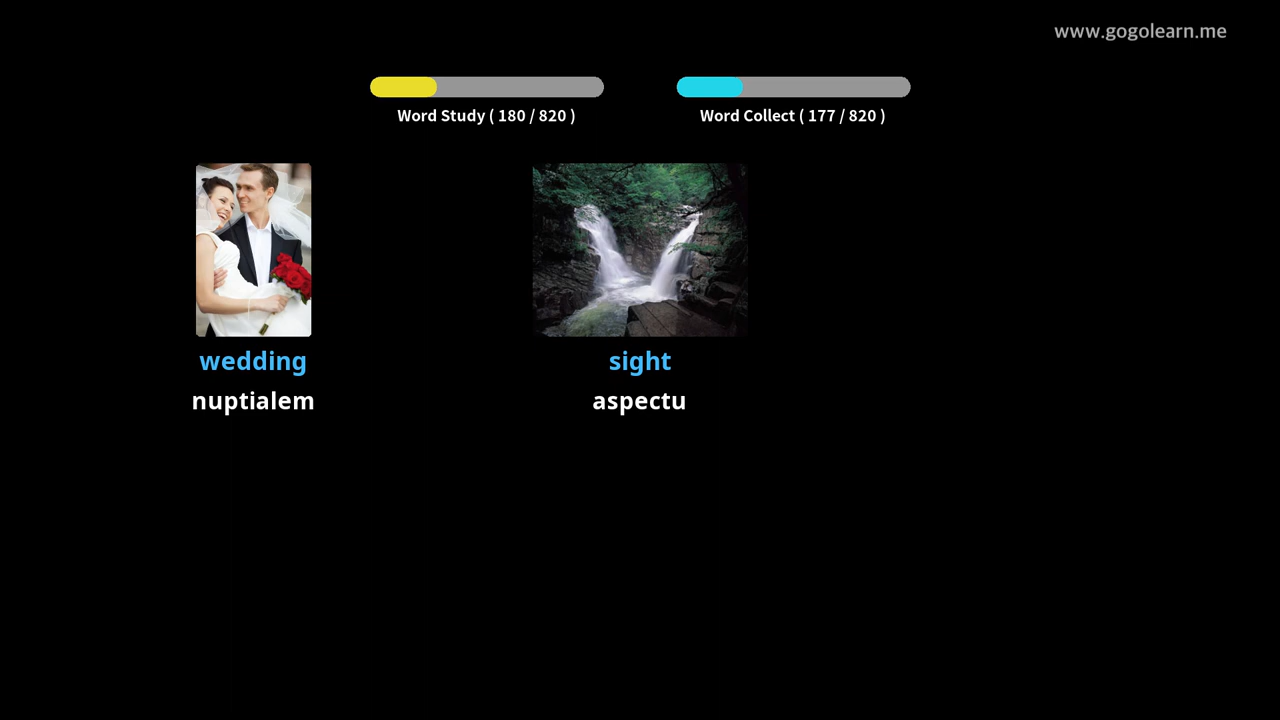 www.gogolearn.me
Word Study ( 180 / 820 )
Word Collect ( 177 / 820 )
wedding
nuptialem
sight
aspectu